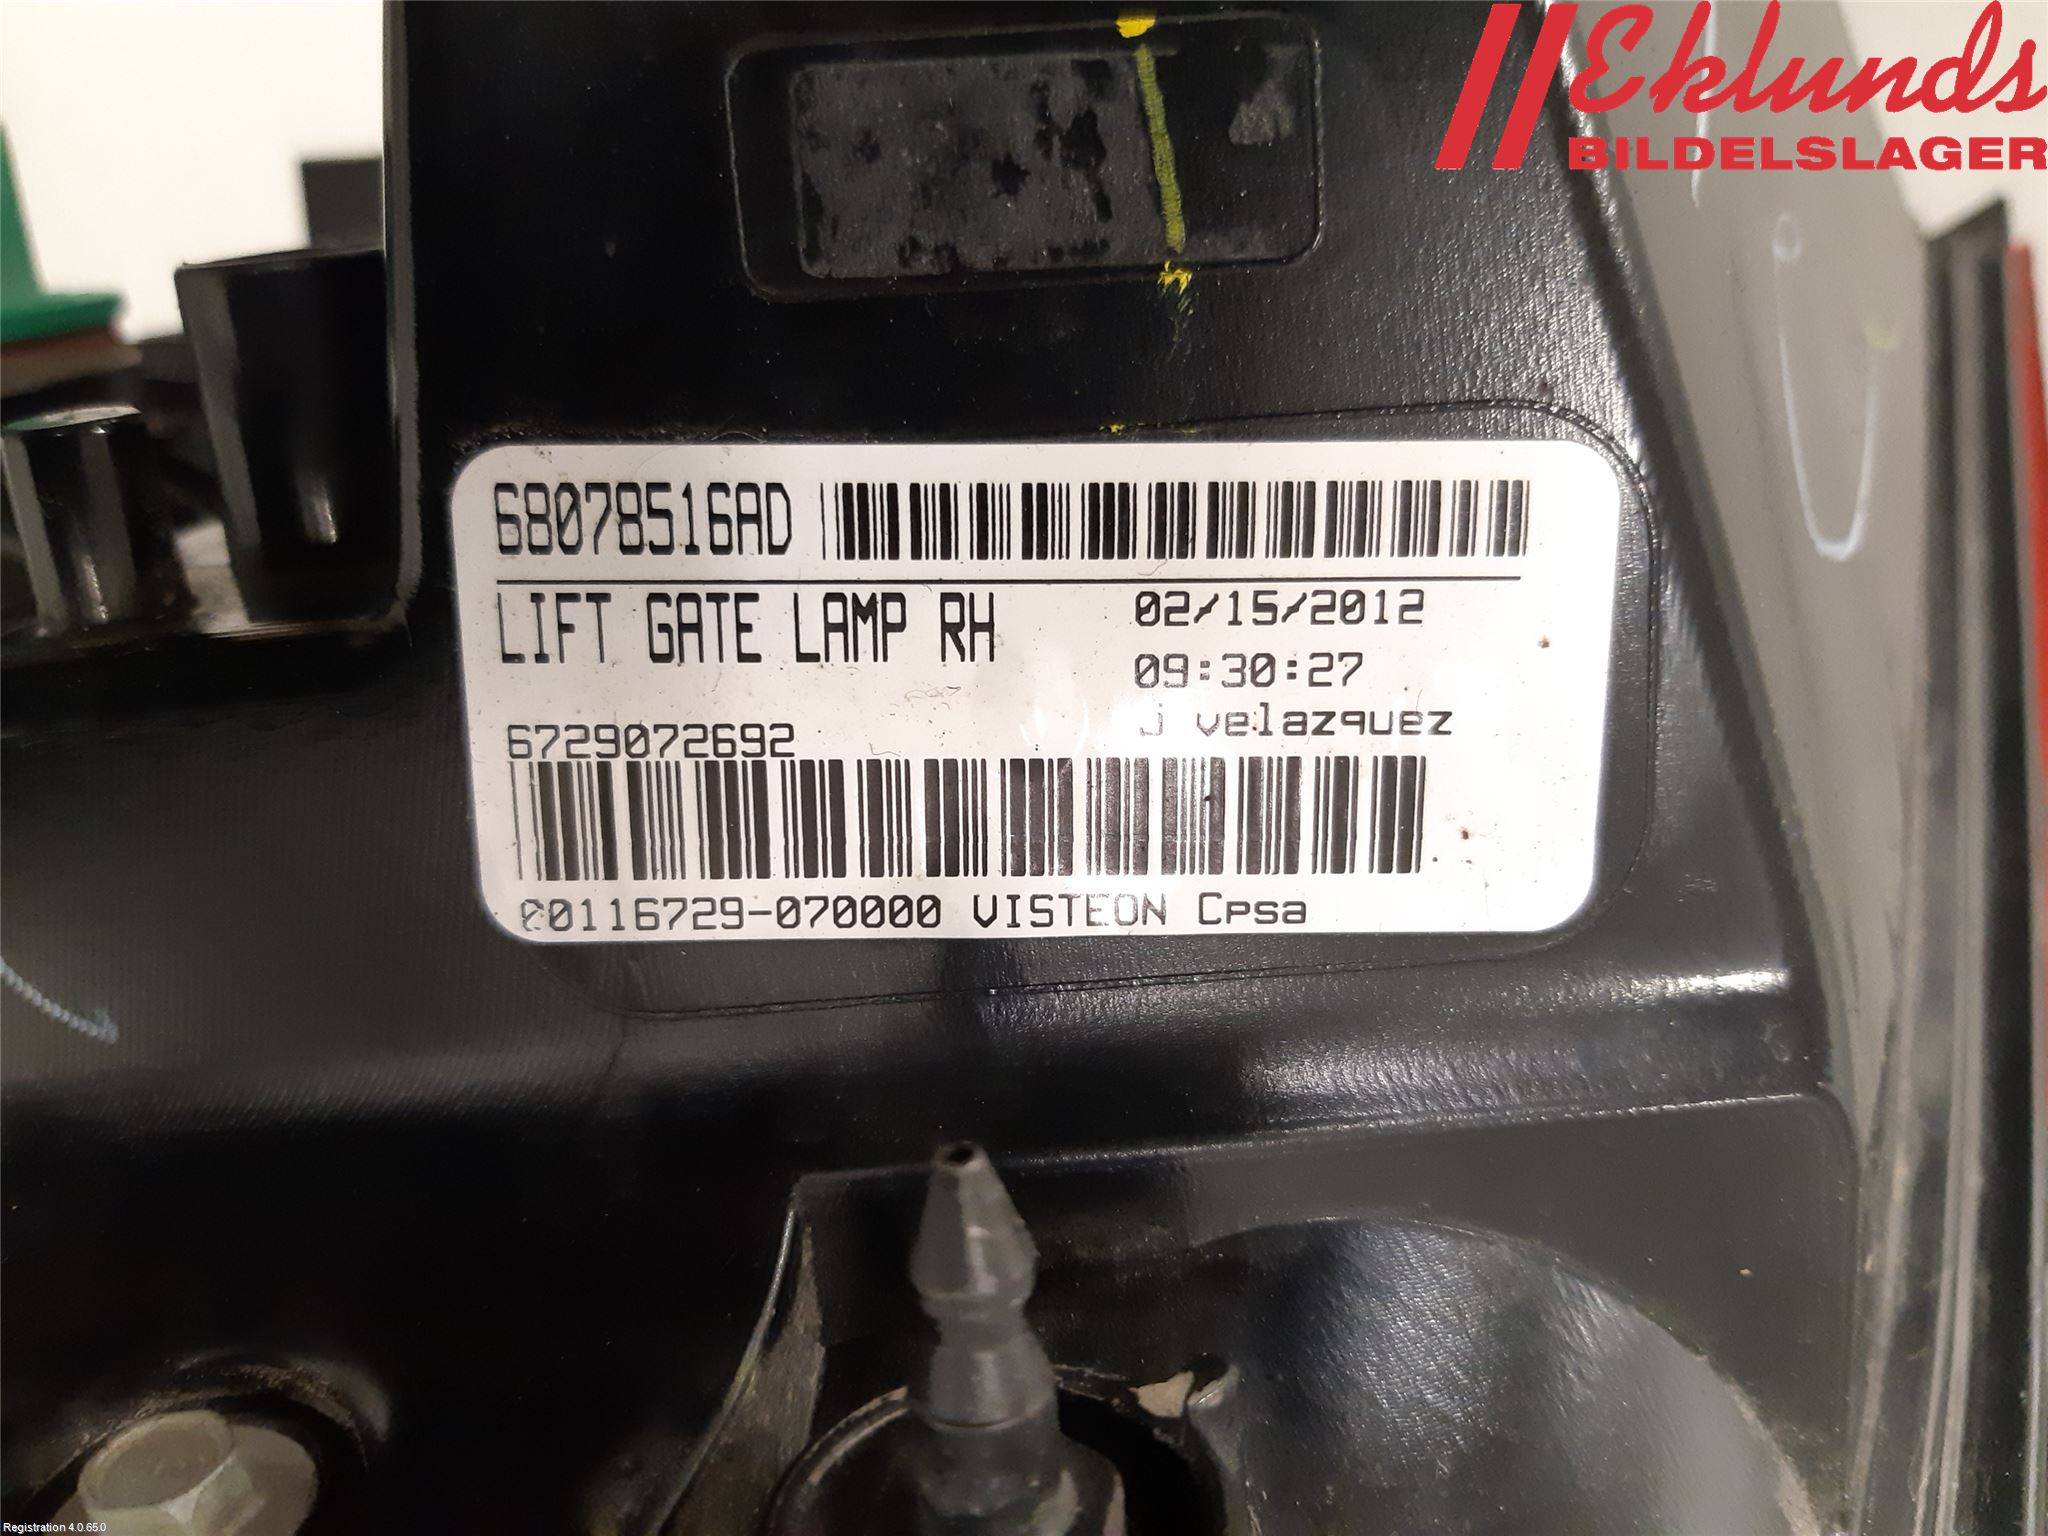 Eklunds
BILDELSLAGER
68078516AD
LIFT GATE LAMP RH
02/15/2012
09:30:27
j velazquez
6729072692
00116729-070000 VISTEON Cpsa
Registration 4.0.65.0